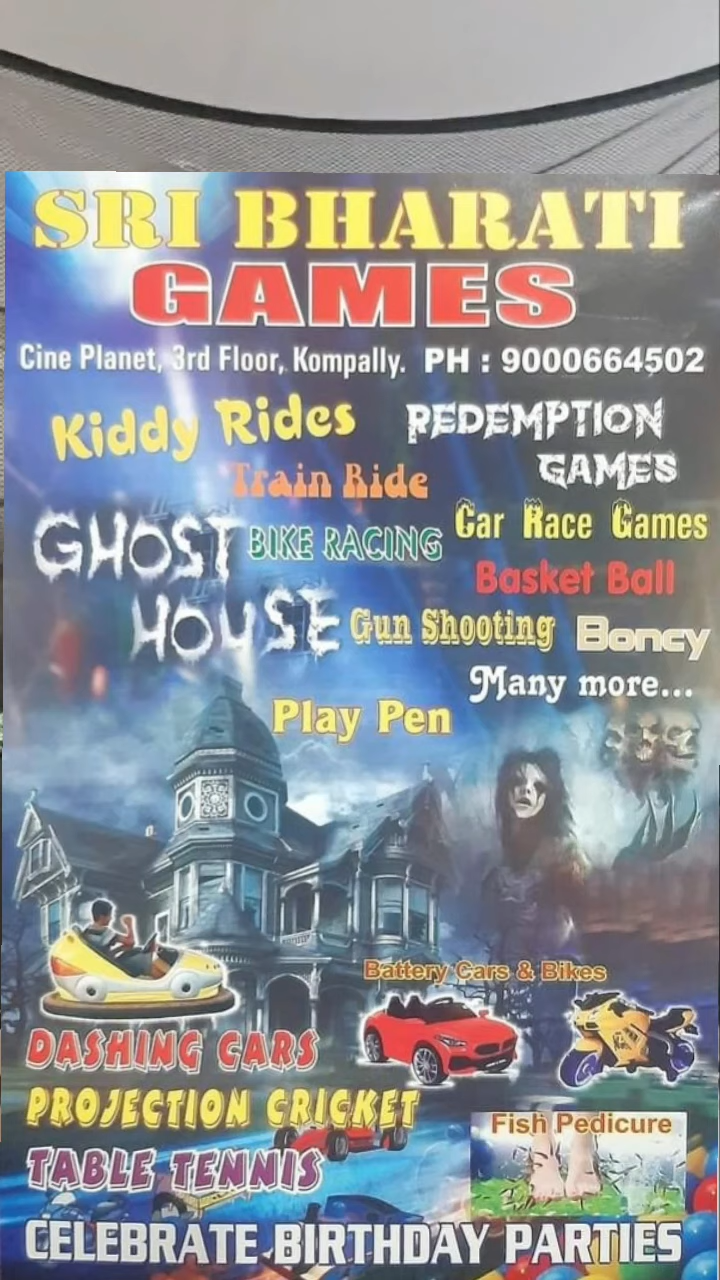 SRI BHARATI
GAMES
Cine Planet, 3rd Floor, Kompally. PH : 9000664502
Kiddy Rides
REDEMPTION
GAMES
Train Ride
GHOST
HOUSE
BIKE RACING
Car Race Games
Basket Ball
Gun Shooting
Boncy
Many more...
Play Pen
Battery Cars & Bikes
DASHING CARS
PROJECTION CRICKET
TABLE TENNIS
Fish Pedicure
CELEBRATE BIRTHDAY PARTIES